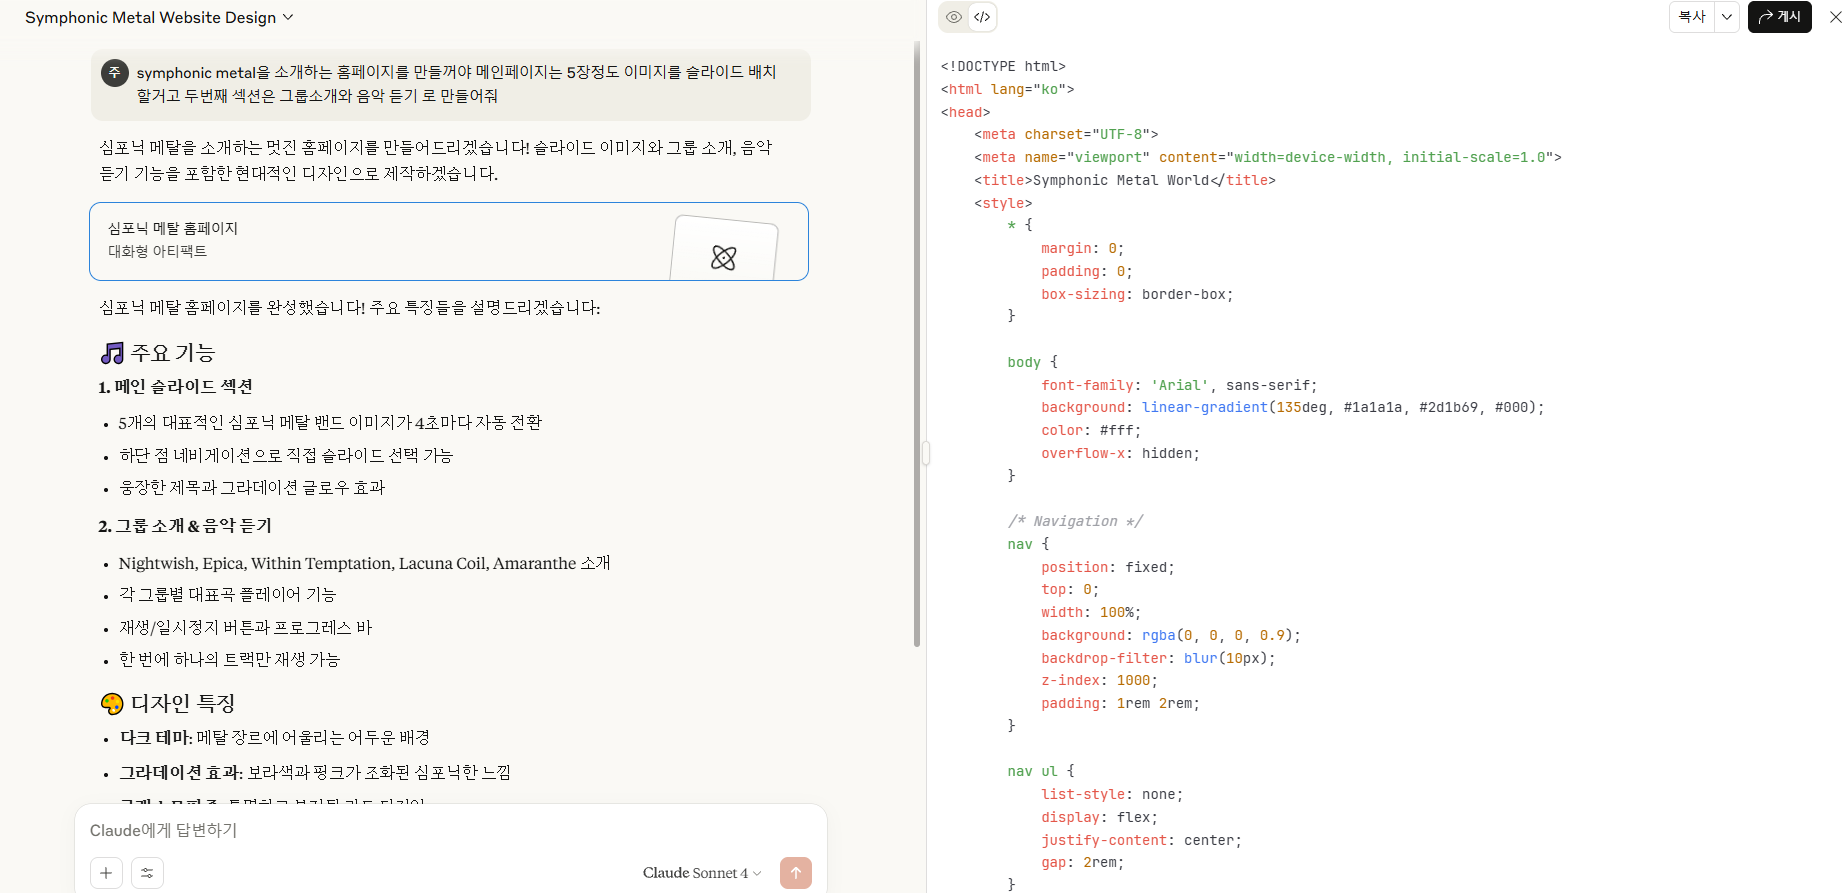 Symphonic Metal Website Design
주
symphonic metal을 소개하는 홈페이지를 만들꺼야 메인페이지는 5장정도 이미지를 슬라이드 배치
할거고 두번째 섹션은 그룹소개와 음악 듣기 로 만들어줘
심포닉 메탈을 소개하는 멋진 홈페이지를 만들어드리겠습니다! 슬라이드 이미지와 그룹 소개, 음악
듣기 기능을 포함한 현대적인 디자인으로 제작하겠습니다.
심포닉 메탈 홈페이지
대화형 아티팩트
심포닉 메탈 홈페이지를 완성했습니다! 주요 특징들을 설명드리겠습니다:
🎵 주요 기능
1. 메인 슬라이드 섹션
• 5개의 대표적인 심포닉 메탈 밴드 이미지가 4초마다 자동 전환
• 하단 점 네비게이션으로 직접 슬라이드 선택 가능
• 웅장한 제목과 그라데이션 글로우 효과
2. 그룹 소개 & 음악 듣기
• Nightwish, Epica, Within Temptation, Lacuna Coil, Amaranthe 소개
• 각 그룹별 대표곡 플레이어 기능
• 재생/일시정지 버튼과 프로그레스 바
• 한 번에 하나의 트랙만 재생 가능
🎨 디자인 특징
• 다크 테마: 메탈 장르에 어울리는 어두운 배경
• 그라데이션 효과: 보라색과 핑크가 조화된 심포닉한 느낌
Claude에게 답변하기
Claude Sonnet 4
복사
게시
<!DOCTYPE html>
<html lang="ko">
<head>
    <meta charset="UTF-8">
    <meta name="viewport" content="width=device-width, initial-scale=1.0">
    <title>Symphonic Metal World</title>
    <style>
        * {
            margin: 0;
            padding: 0;
            box-sizing: border-box;
        }

        body {
            font-family: 'Arial', sans-serif;
            background: linear-gradient(135deg, #1a1a1a, #2d1b69, #000);
            color: #fff;
            overflow-x: hidden;
        }

        /* Navigation */
        nav {
            position: fixed;
            top: 0;
            width: 100%;
            background: rgba(0, 0, 0, 0.9);
            backdrop-filter: blur(10px);
            z-index: 1000;
            padding: 1rem 2rem;
        }

        nav ul {
            list-style: none;
            display: flex;
            justify-content: center;
            gap: 2rem;
        }